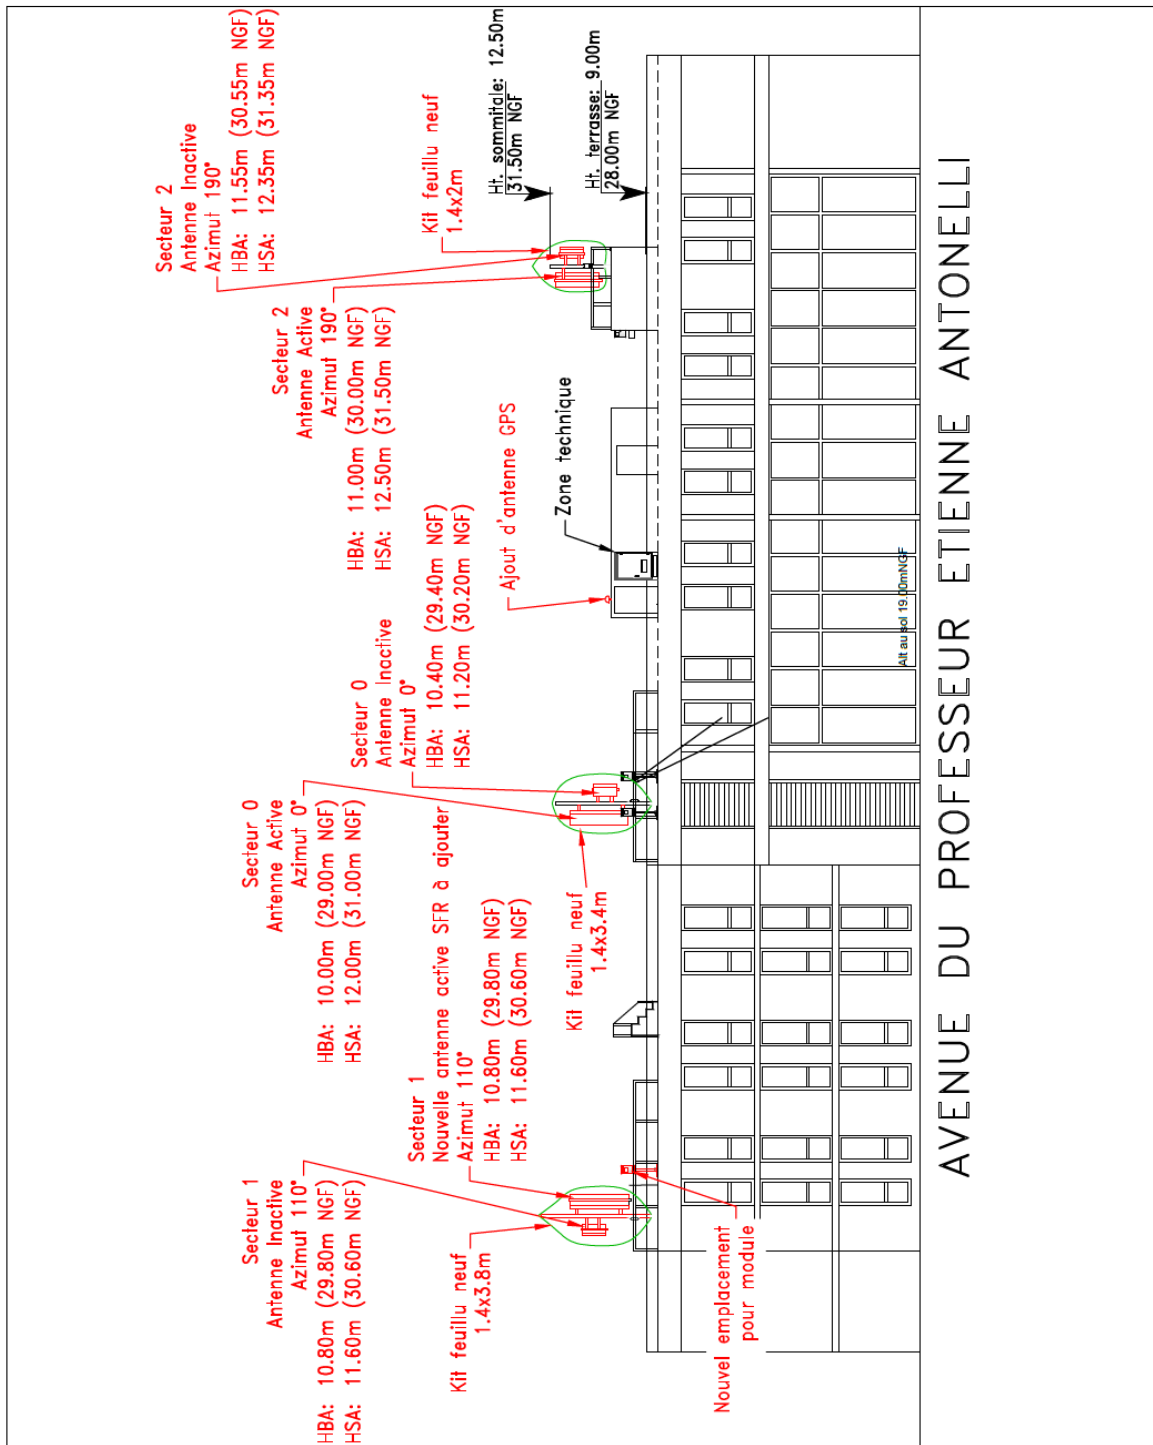 Secteur 1
Antenne Inactive
Azimut 110°
HBA: 10.80m (29.80m NGF)
HSA: 11.60m (30.60m NGF)
Kit feuillu neuf
1.4x3.8m
Secteur 1
Nouvelle antenne active SFR à ajouter
Azimut 110°
HBA: 10.80m (29.80m NGF)
HSA: 11.60m (30.60m NGF)
Nouvel emplacement
pour module
Secteur 0
Antenne Active
Azimut 0°
HBA: 10.00m (29.00m NGF)
HSA: 12.00m (31.00m NGF)
Kit feuillu neuf
1.4x3.4m
Secteur 0
Antenne Inactive
Azimut 0°
HBA: 10.40m (29.40m NGF)
HSA: 11.20m (30.20m NGF)
Ajout d'antenne GPS
Zone technique
Secteur 2
Antenne Active
Azimut 190°
HBA: 11.00m (30.00m NGF)
HSA: 12.50m (31.50m NGF)
Secteur 2
Antenne Inactive
Azimut 190°
HBA: 11.55m (30.55m NGF)
HSA: 12.35m (31.35m NGF)
Kit feuillu neuf
1.4x2m
Ht. sommitale: 12.50m
31.50m NGF
Ht. terrasse: 9.00m
28.00m NGF
Alt au sol 19.00mNGF
AVENUE DU PROFESSEUR ETIENNE ANTONELLI